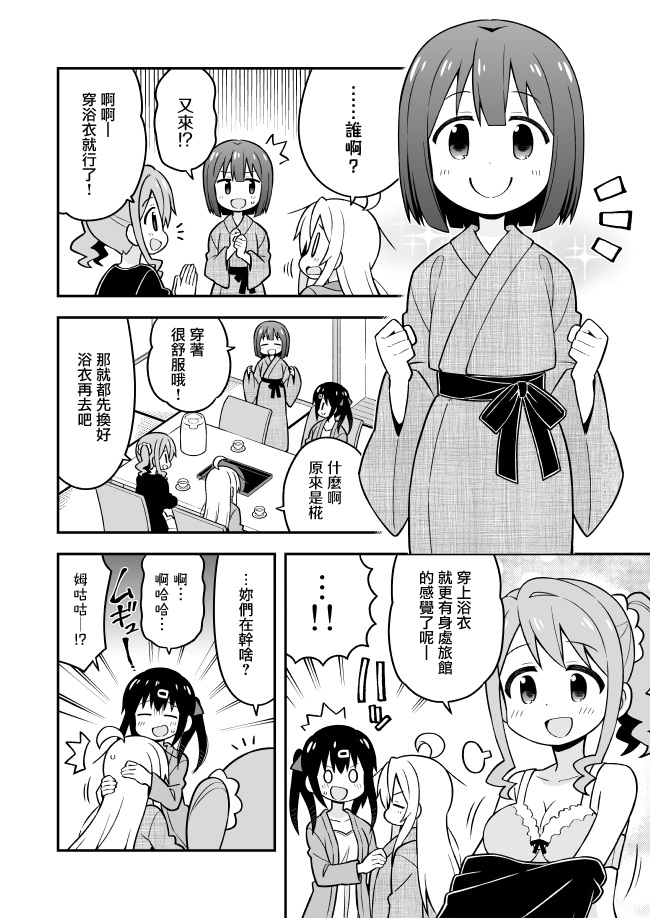 ……誰啊？
又來!?
啊啊—
穿浴衣就行了！
穿著
很舒服哦！
那就都先換好
浴衣再去吧
什麼啊
原來是椛
穿上浴衣
就更有身處旅館
的感覺了呢—
…!!
…妳們在幹啥？
啊…
啊哈哈…
ムギュ—!
姆咕咕—!?